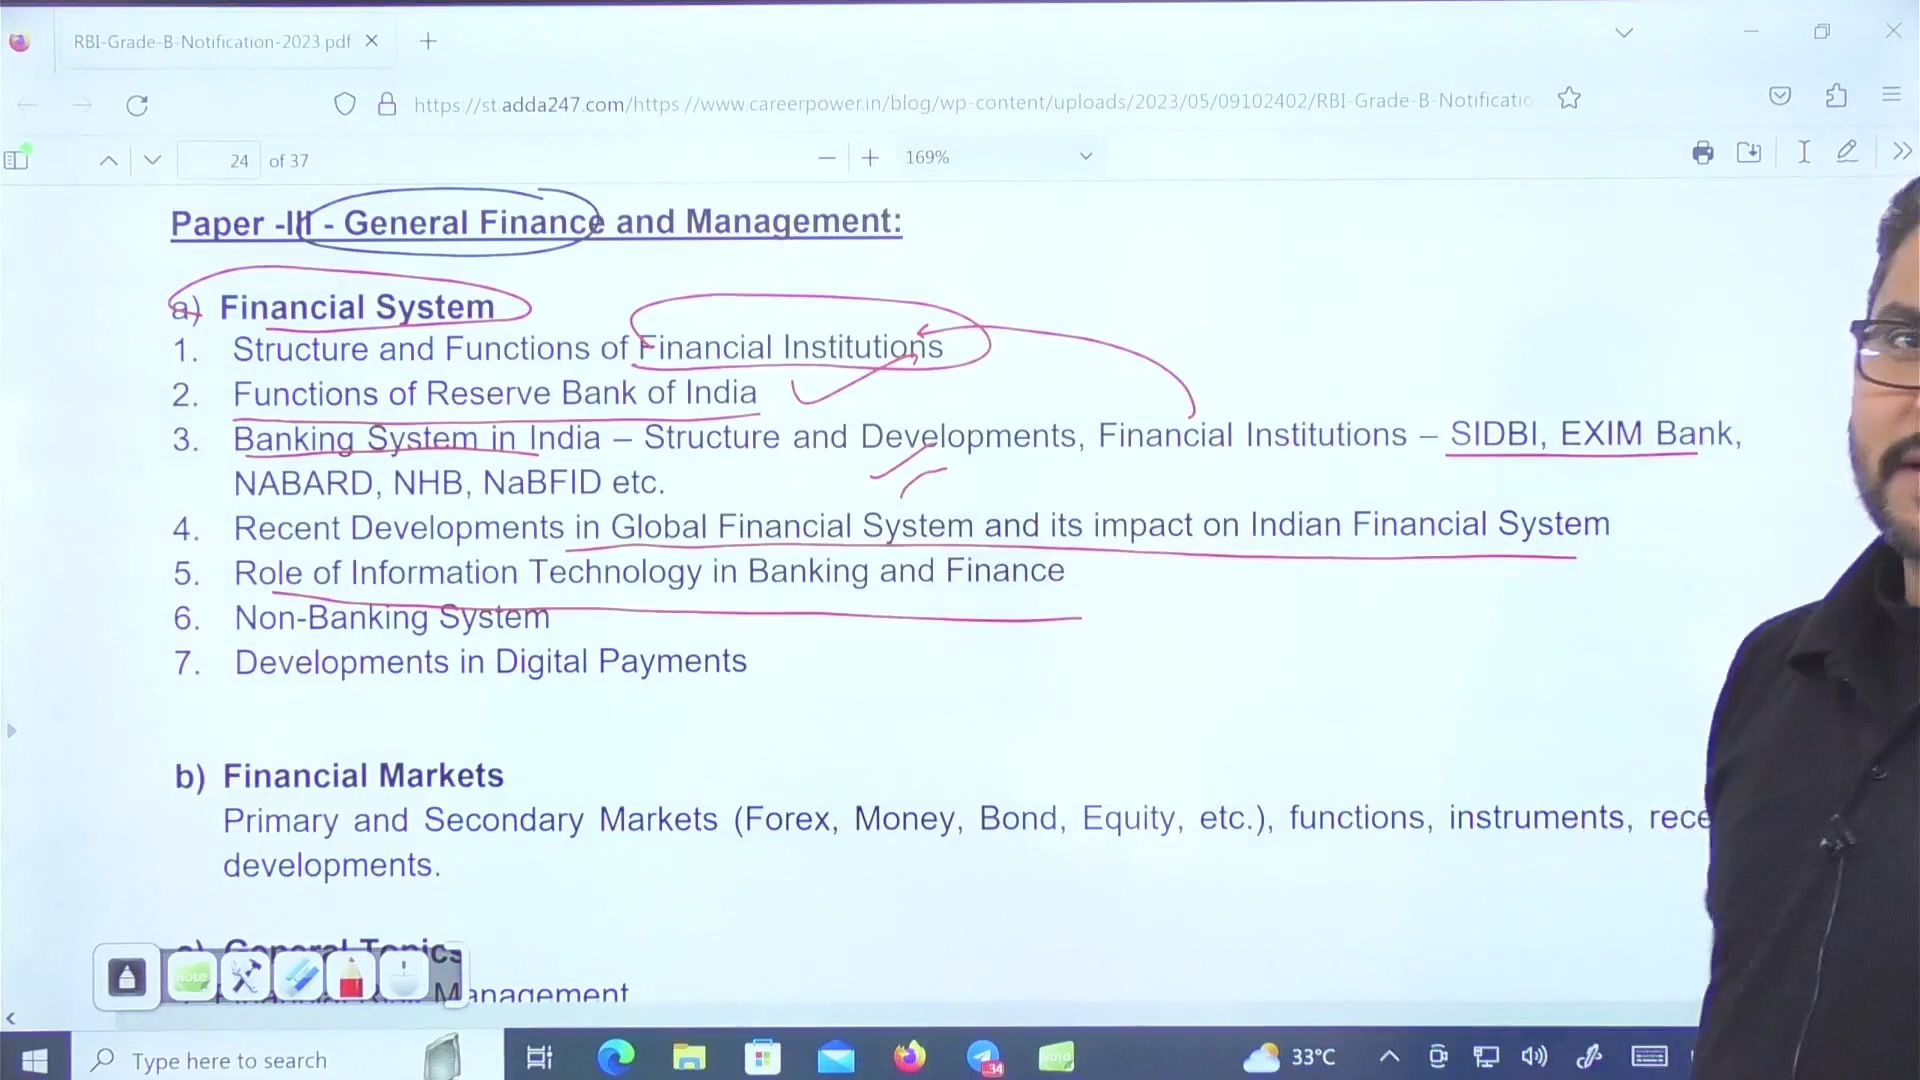 RBI-Grade-B-Notification-2023.pdf
https://st.adda247.com/https://www.careerpower.in/blog/wp-content/uploads/2023/05/09102402/RBI-Grade-B-Notificatio
24 of 37
169%
Paper -III - General Finance and Management:
a) Financial System
1. Structure and Functions of Financial Institutions
2. Functions of Reserve Bank of India
3. Banking System in India – Structure and Developments, Financial Institutions – SIDBI, EXIM Bank,
NABARD, NHB, NaBFID etc.
4. Recent Developments in Global Financial System and its impact on Indian Financial System
5. Role of Information Technology in Banking and Finance
6. Non-Banking System
7. Developments in Digital Payments
b) Financial Markets
Primary and Secondary Markets (Forex, Money, Bond, Equity, etc.), functions, instruments, rece
developments.
General Topics
Management
Note
Type here to search
34
Note
33°C